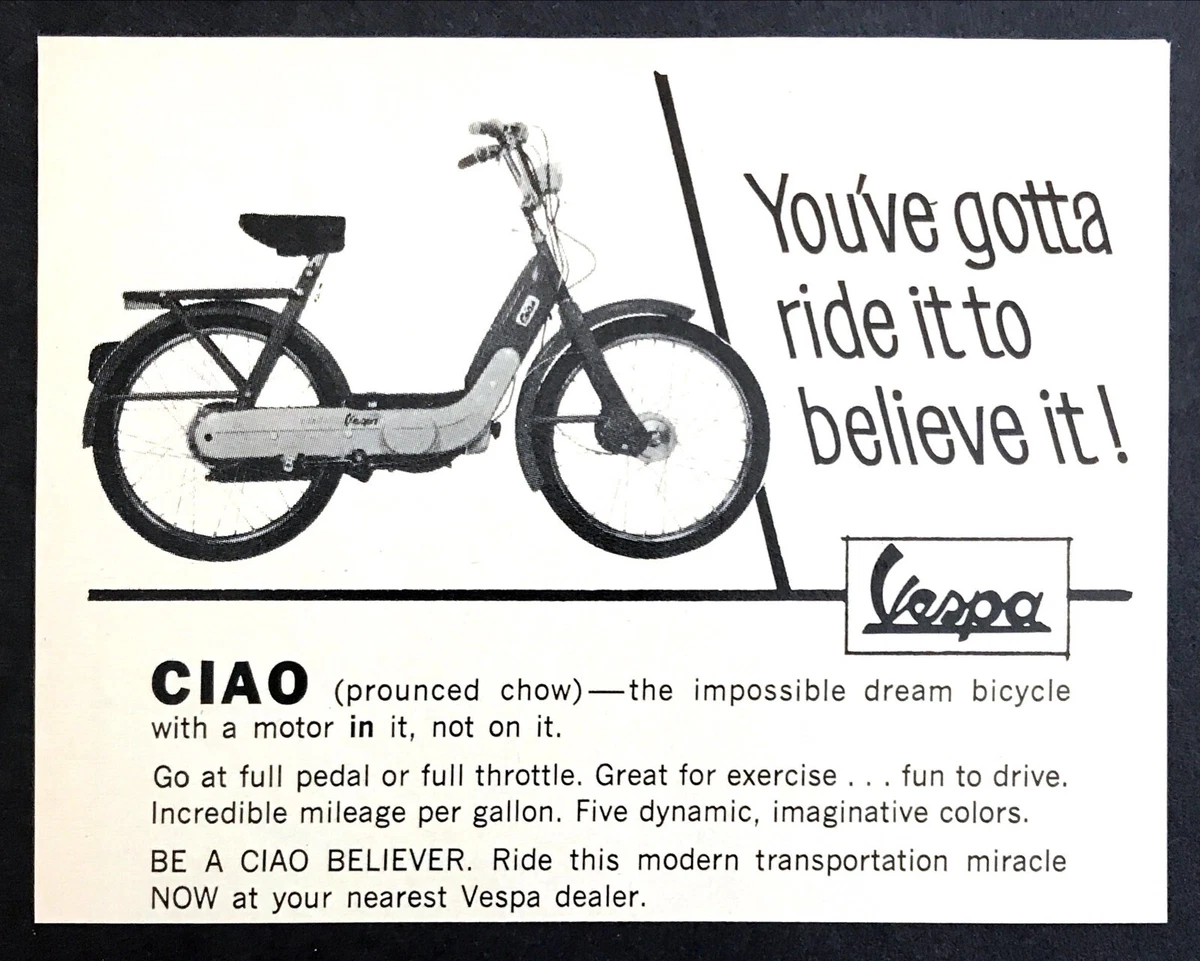 You've gotta
ride it to
believe it!
Vespa
CIAO (prounced chow)—the impossible dream bicycle
with a motor in it, not on it.
Go at full pedal or full throttle. Great for exercise . . . fun to drive.
Incredible mileage per gallon. Five dynamic, imaginative colors.
BE A CIAO BELIEVER. Ride this modern transportation miracle
NOW at your nearest Vespa dealer.